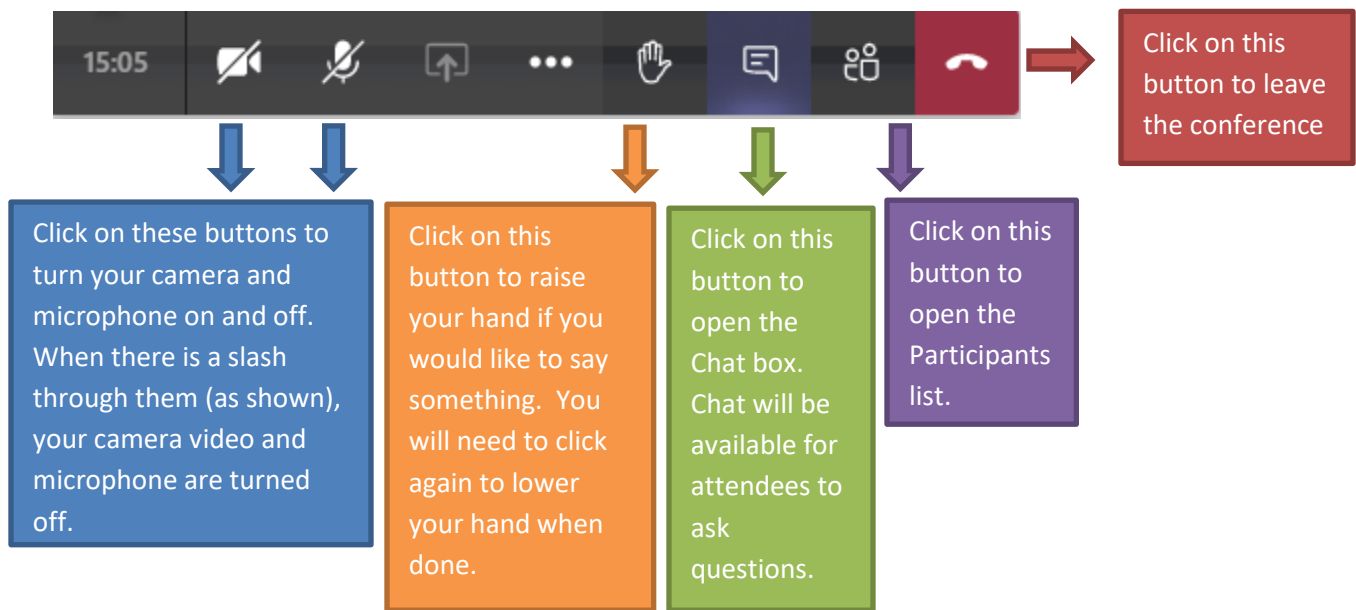 15:05
Click on this
button to leave
the conference
Click on these buttons to
turn your camera and
microphone on and off.
When there is a slash
through them (as shown),
your camera video and
microphone are turned
off.
Click on this
button to raise
your hand if you
would like to say
something.  You
will need to click
again to lower
your hand when
done.
Click on this
button to
open the
Chat box.
Chat will be
available for
attendees to
ask
questions.
Click on this
button to
open the
Participants
list.